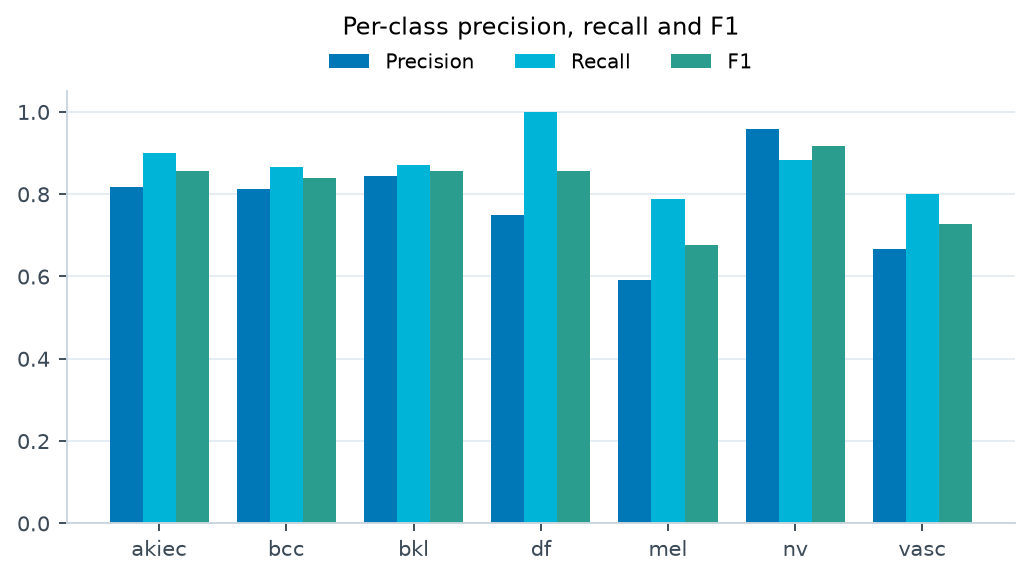 Per-class precision, recall and F1
Precision Recall F1
1.0
0.8
0.6
0.4
0.2
0.0
akiec bcc bkl df mel nv vasc